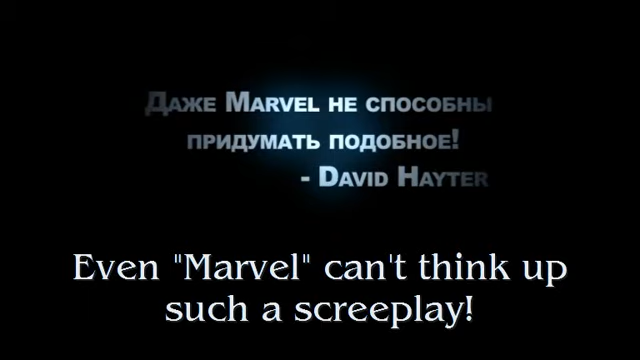 Даже Marvel не способны
придумать подобное!
- David Hayter
Even "Marvel" can't think up
such a screeplay!